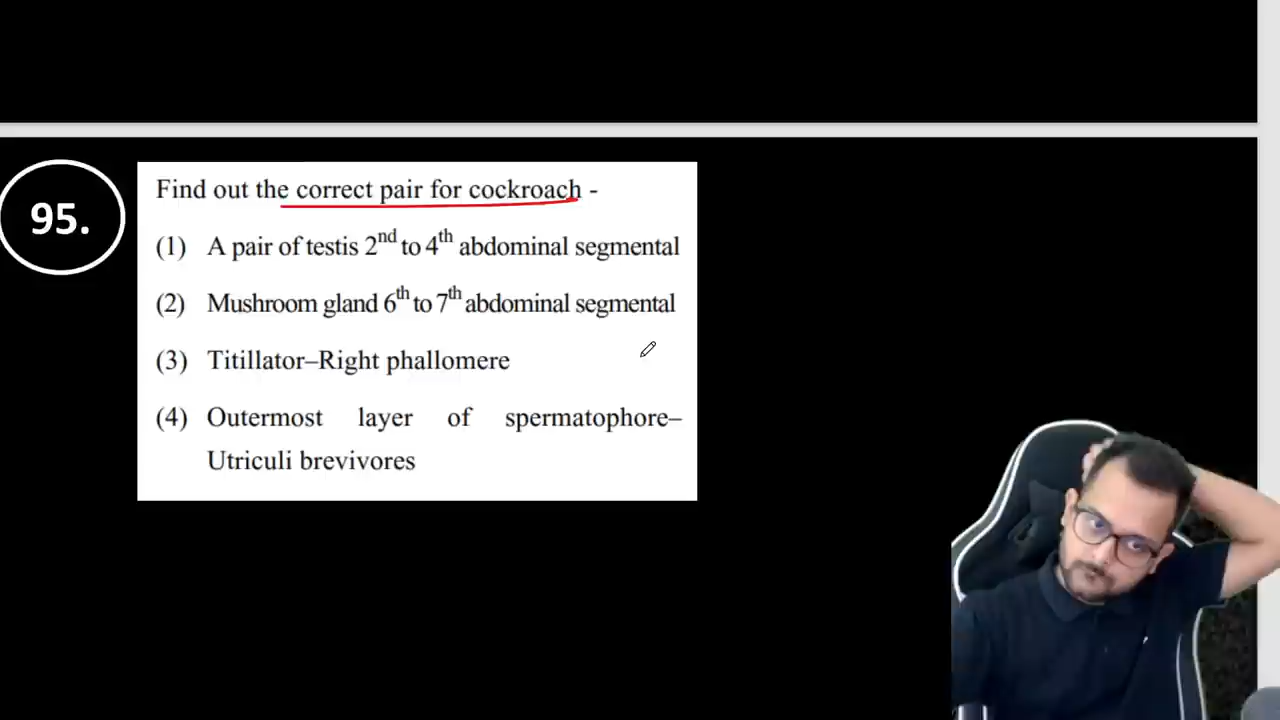 95.
Find out the correct pair for cockroach -
(1) A pair of testis 2nd to 4th abdominal segmental
(2) Mushroom gland 6th to 7th abdominal segmental
(3) Titillator–Right phallomere
(4) Outermost layer of spermatophore–
Utriculi brevivores